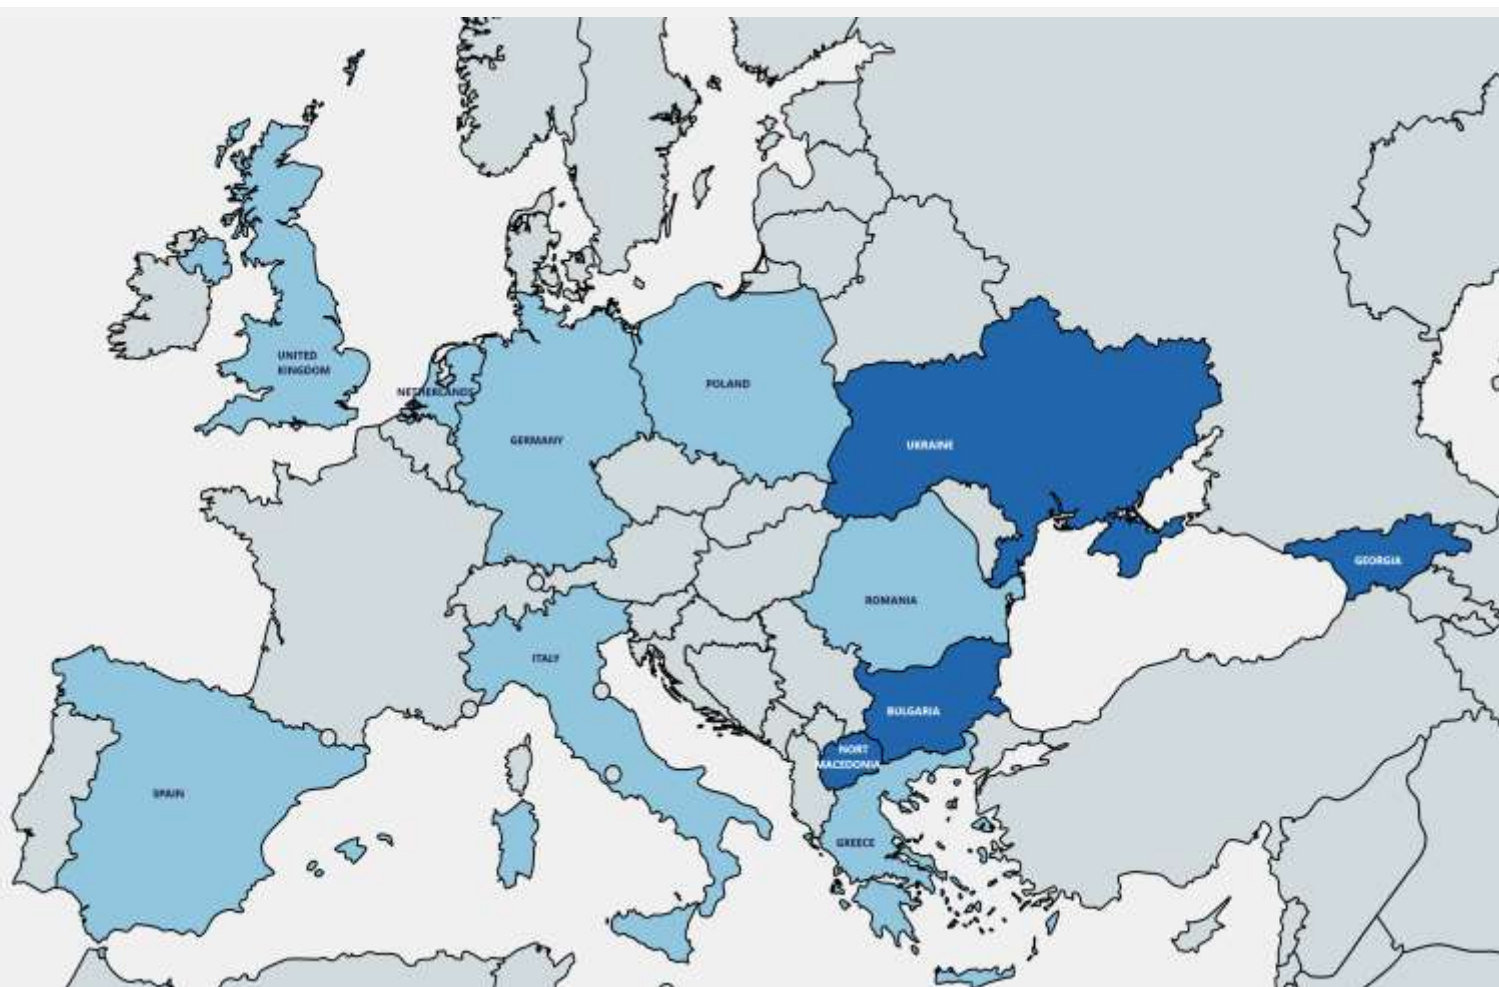 UNITED
KINGDOM
NETHERLANDS
POLAND
GERMANY
UKRAINE
GEORGIA
ROMANIA
ITALY
BULGARIA
NORT
MACEDONIA
SPAIN
GREECE